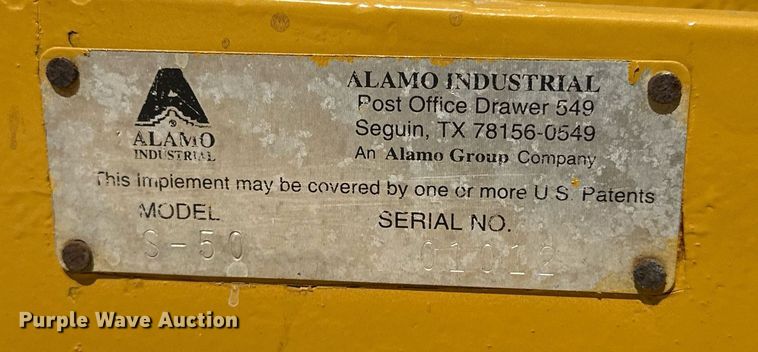 ALAMO INDUSTRIAL
Post Office Drawer 549
Seguin, TX 78156-0549
An Alamo Group Company
A
®
ALAMO
INDUSTRIAL
This Implement may be covered by one or more U.S. Patents
MODEL SERIAL NO.
S-50 01012
Purple Wave Auction